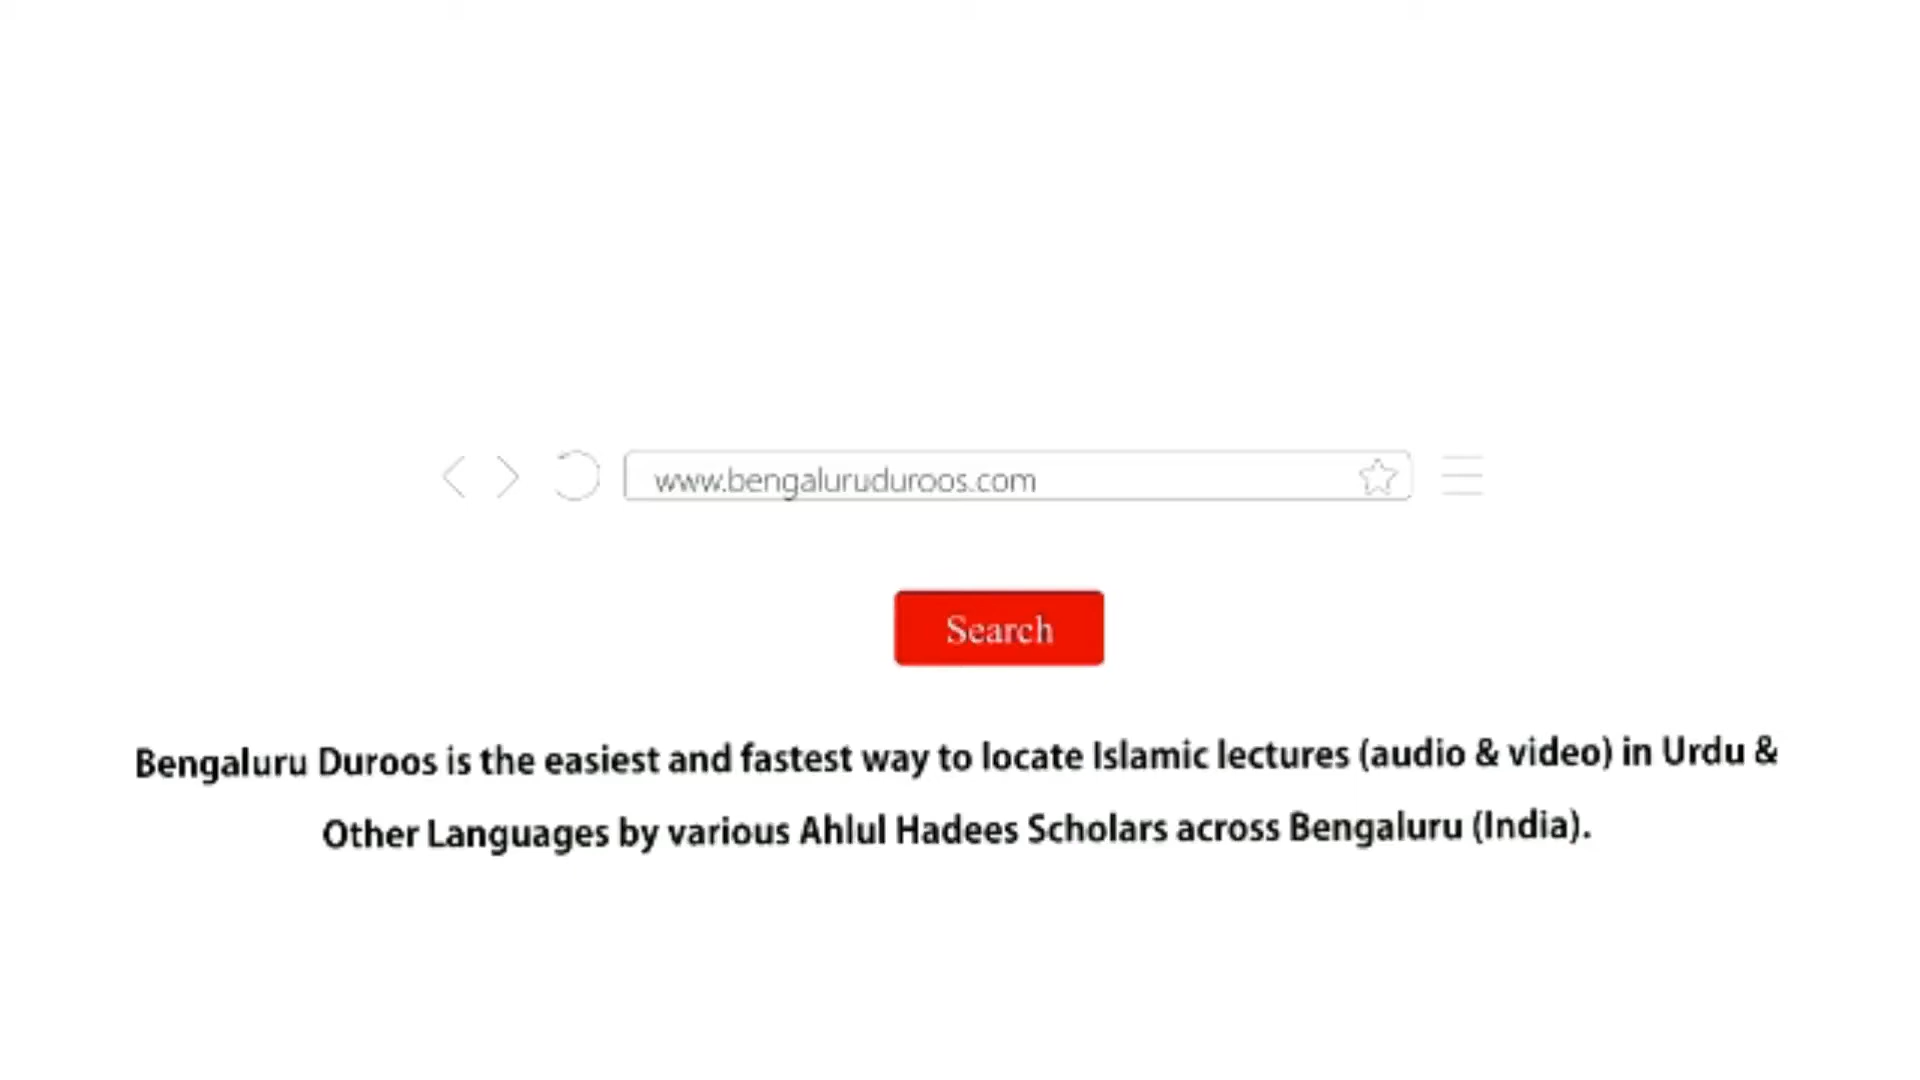 www.bengaluruduroos.com
Search
Bengaluru Duroos is the easiest and fastest way to locate Islamic lectures (audio & video) in Urdu &
Other Languages by various Ahlul Hadees Scholars across Bengaluru (India).